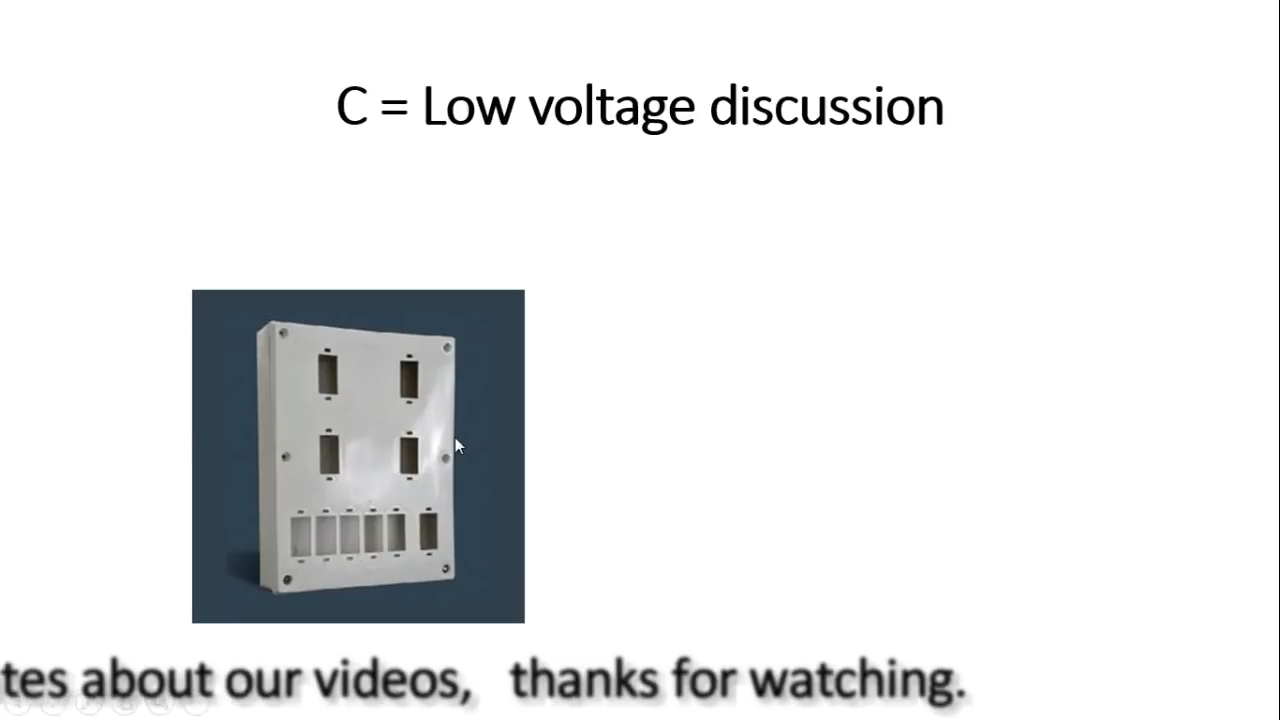 C = Low voltage discussion
tes about our videos, thanks for watching.